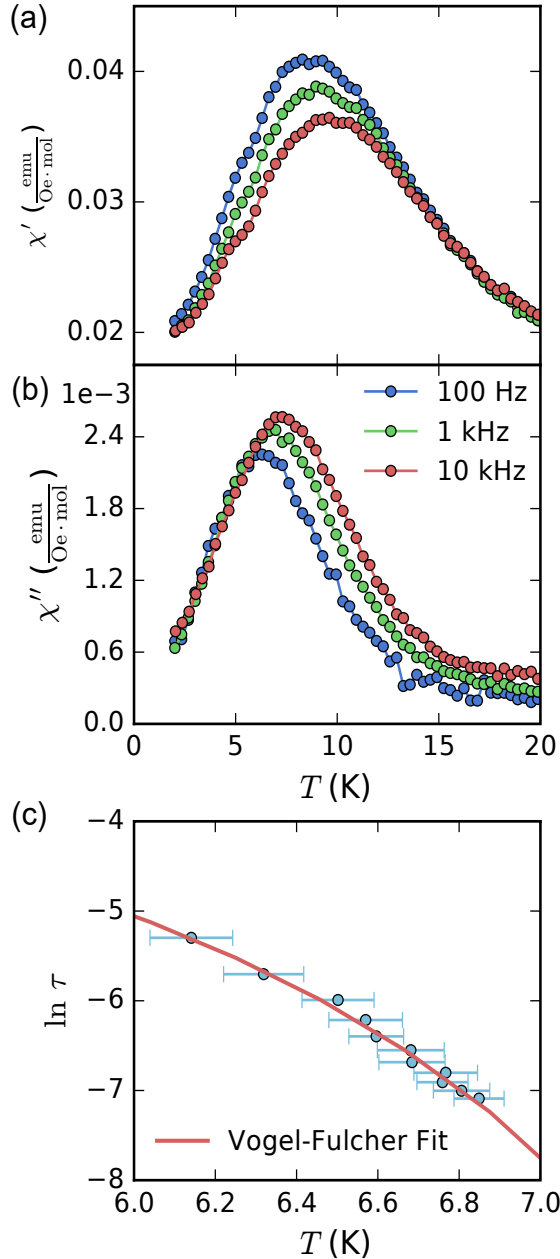 (a)
0.04
0.03
0.02
χ′ (emu/Oe·mol)
(b)
1e−3
2.4
1.8
1.2
0.6
0.0
χ″ (emu/Oe·mol)
100 Hz
1 kHz
10 kHz
0 5 10 15 20
T (K)
(c)
−4
−5
−6
−7
−8
ln τ
Vogel-Fulcher Fit
6.0 6.2 6.4 6.6 6.8 7.0
T (K)